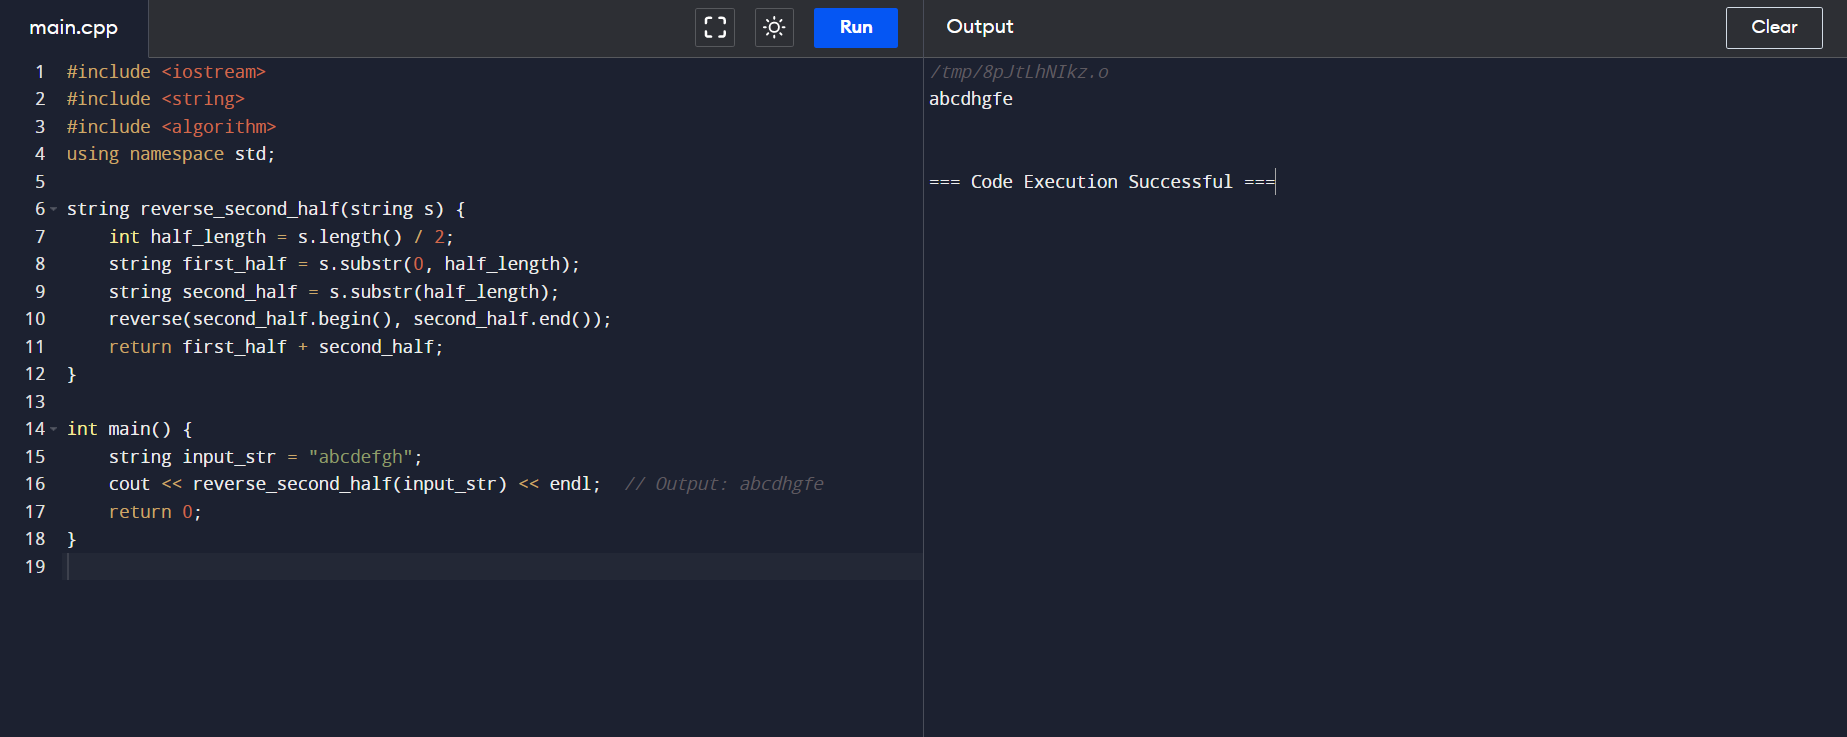 main.cpp
Run
Output
Clear
1 #include <iostream>
2 #include <string>
3 #include <algorithm>
4 using namespace std;
5
6 string reverse_second_half(string s) {
7     int half_length = s.length() / 2;
8     string first_half = s.substr(0, half_length);
9     string second_half = s.substr(half_length);
10     reverse(second_half.begin(), second_half.end());
11     return first_half + second_half;
12 }
13
14 int main() {
15     string input_str = "abcdefgh";
16     cout << reverse_second_half(input_str) << endl;  // Output: abcdhgfe
17     return 0;
18 }
19
/tmp/8pJtLhNIkz.o
abcdhgfe
=== Code Execution Successful ===